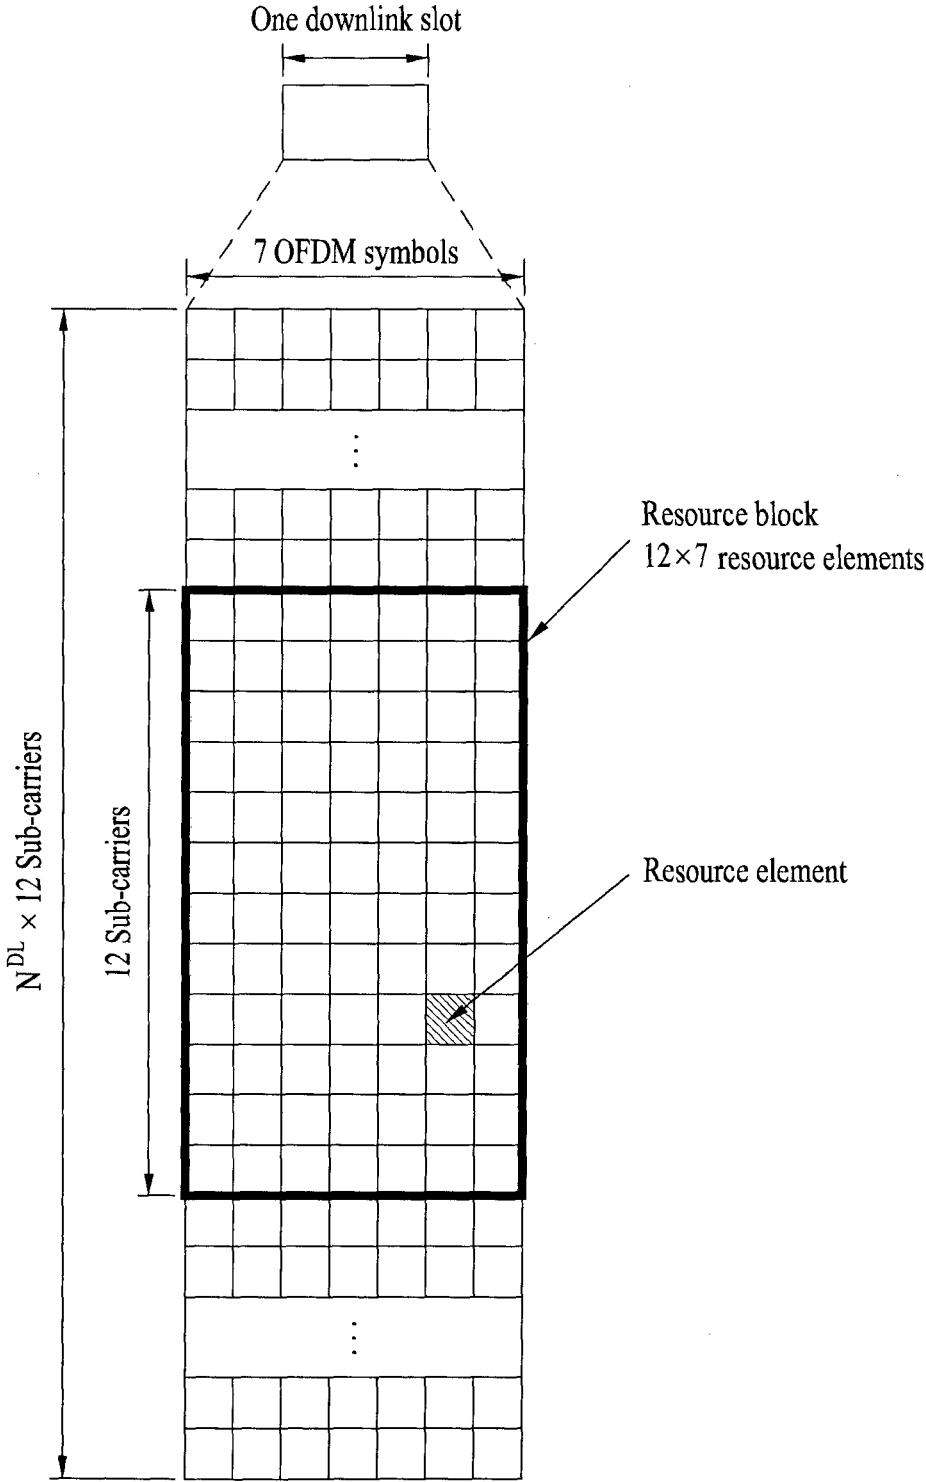 One downlink slot
7 OFDM symbols
Resource block
12×7 resource elements
Resource element
12 Sub-carriers
N^DL × 12 Sub-carriers